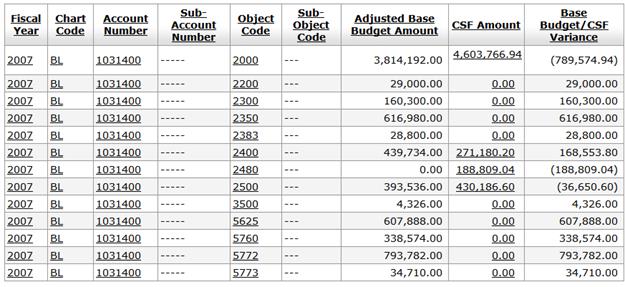 Fiscal Year Chart Code Account Number Sub-Account Number Object Code Sub-Object Code Adjusted Base Budget Amount CSF Amount Base Budget/CSF Variance
2007 BL 1031400 ----- 2000 --- 3,814,192.00 4,603,766.94 (789,574.94)
2007 BL 1031400 ----- 2200 --- 29,000.00 0.00 29,000.00
2007 BL 1031400 ----- 2300 --- 160,300.00 0.00 160,300.00
2007 BL 1031400 ----- 2350 --- 616,980.00 0.00 616,980.00
2007 BL 1031400 ----- 2383 --- 28,800.00 0.00 28,800.00
2007 BL 1031400 ----- 2400 --- 439,734.00 271,180.20 168,553.80
2007 BL 1031400 ----- 2480 --- 0.00 188,809.04 (188,809.04)
2007 BL 1031400 ----- 2500 --- 393,536.00 430,186.60 (36,650.60)
2007 BL 1031400 ----- 3500 --- 4,326.00 0.00 4,326.00
2007 BL 1031400 ----- 5625 --- 607,888.00 0.00 607,888.00
2007 BL 1031400 ----- 5760 --- 338,574.00 0.00 338,574.00
2007 BL 1031400 ----- 5772 --- 793,782.00 0.00 793,782.00
2007 BL 1031400 ----- 5773 --- 34,710.00 0.00 34,710.00